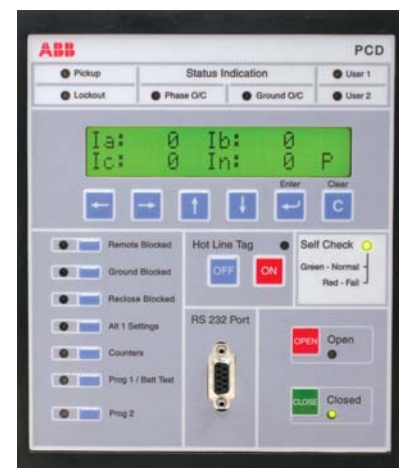 ABB PCD
Pickup Status Indication User 1
Lockout Phase O/C Ground O/C User 2
Ia: 0 Ib: 0
Ic: 0 In: 0 P
Enter Clear
C
Remote Blocked
Ground Blocked
Reclose Blocked
Alt 1 Settings
Counters
Prog 1 / Batt Test
Prog 2
Hot Line Tag
OFF ON
Self Check
Green - Normal
Red - Fail
RS 232 Port
OPEN Open
CLOSE Closed